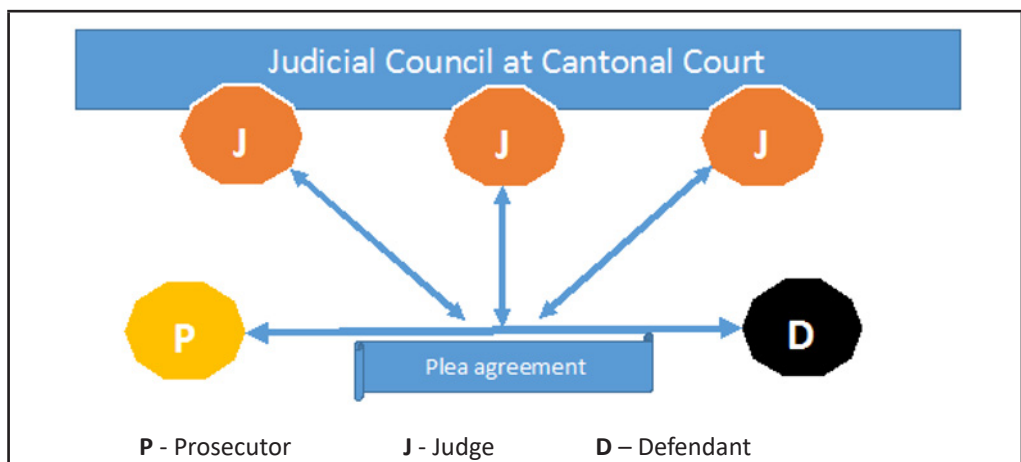 Judicial Council at Cantonal Court
J J J
P D
Plea agreement
P - Prosecutor J - Judge D – Defendant